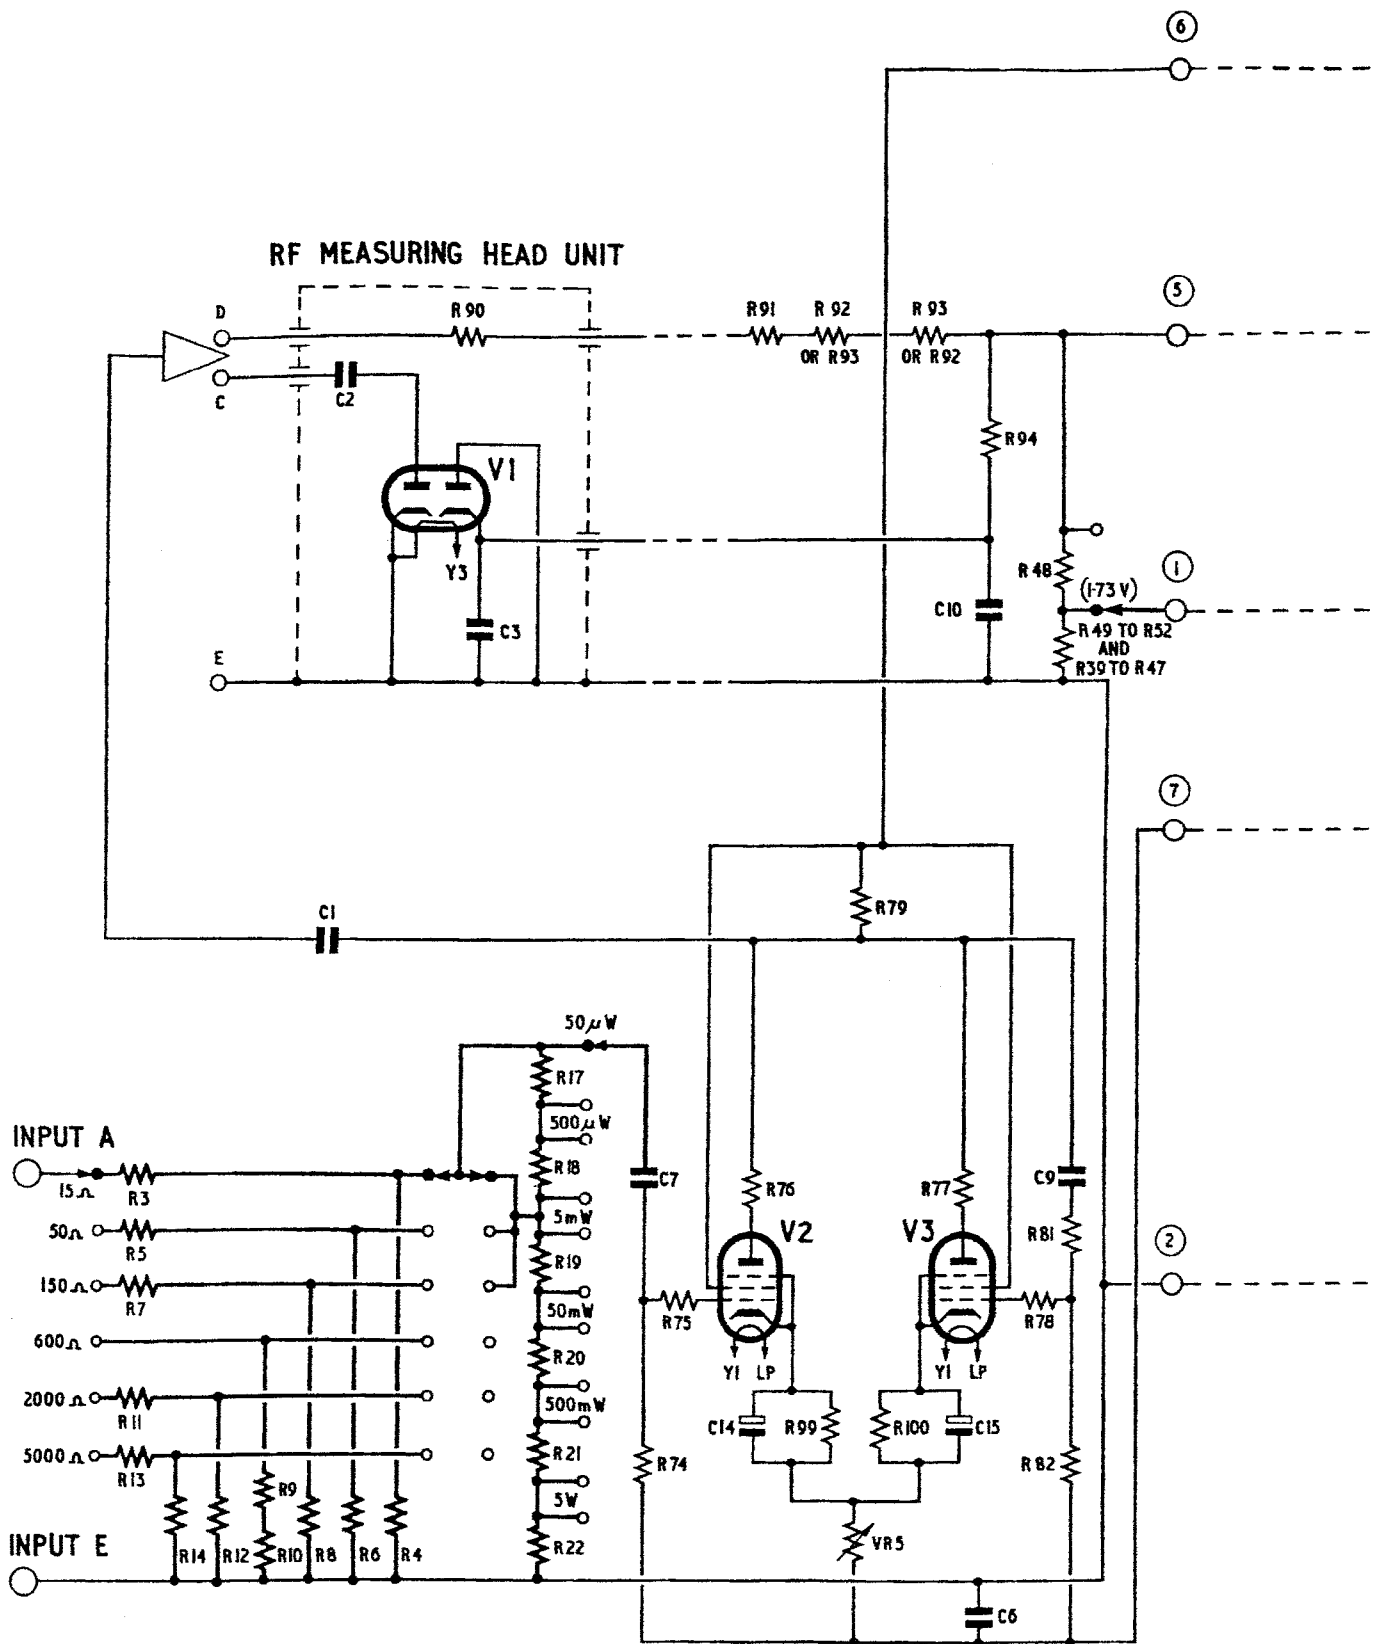 6
RF MEASURING HEAD UNIT
5
D
R90
R91
R 92
R 93
OR R93
OR R92
C
C2
R94
V1
Y3
R48
1
(1·73 V)
C10
C3
R49 TO R52
AND
R39 TO R47
E
7
C1
R79
50μW
R17
500μW
INPUT A
15Ω
R3
R18
C7
R76
R77
C9
5mW
50Ω
R5
V2
V3
R81
2
R19
150Ω
R7
50mW
R75
R78
600Ω
R20
Y1 LP
Y1 LP
2000Ω
R11
500mW
C14
R99
R100
C15
5000Ω
R13
R21
R74
R82
R9
5W
INPUT E
R14
R12
R10
R8
R6
R4
R22
VR5
C6